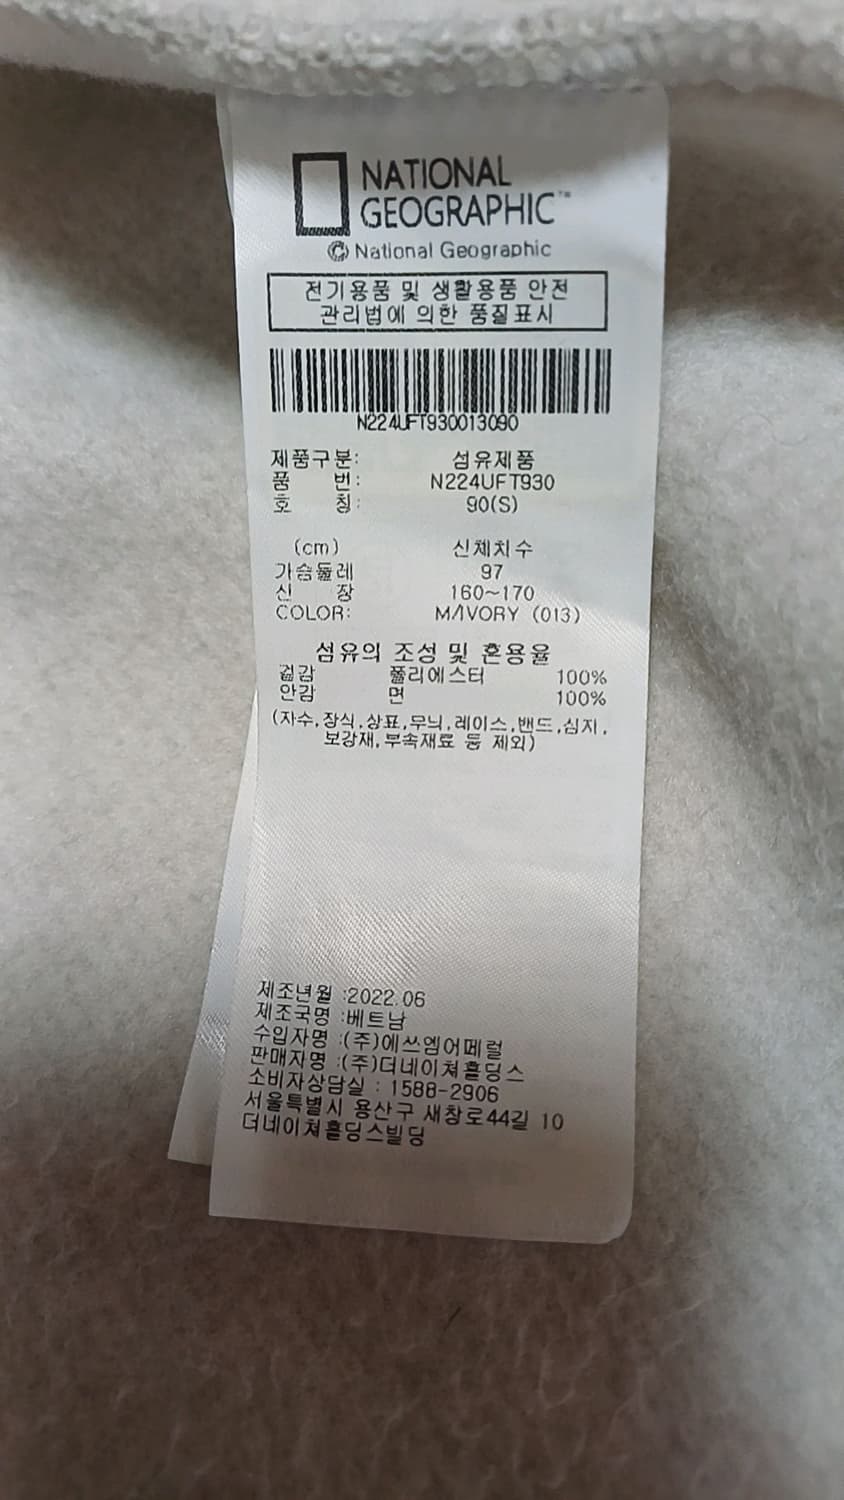 NATIONAL
GEOGRAPHIC™
© National Geographic
전기용품 및 생활용품 안전
관리법에 의한 품질표시
N224UFT930013090
제품구분: 섬유제품
품 번: N224UFT930
호 칭: 90(S)
(cm) 신체치수
가슴둘레 97
신 장 160~170
COLOR: M/IVORY (013)
섬유의 조성 및 혼용율
겉감 폴리에스터 100%
안감 면 100%
(자수,장식,상표,무늬,레이스,밴드,심지,
보강재,부속재료 등 제외)
제조년월 :2022.06
제조국명 :베트남
수입자명 :(주)에쓰엠어페럴
판매자명 :(주)더네이쳐홀딩스
소비자상담실 : 1588-2906
서울특별시 용산구 새창로44길 10
더네이쳐홀딩스빌딩